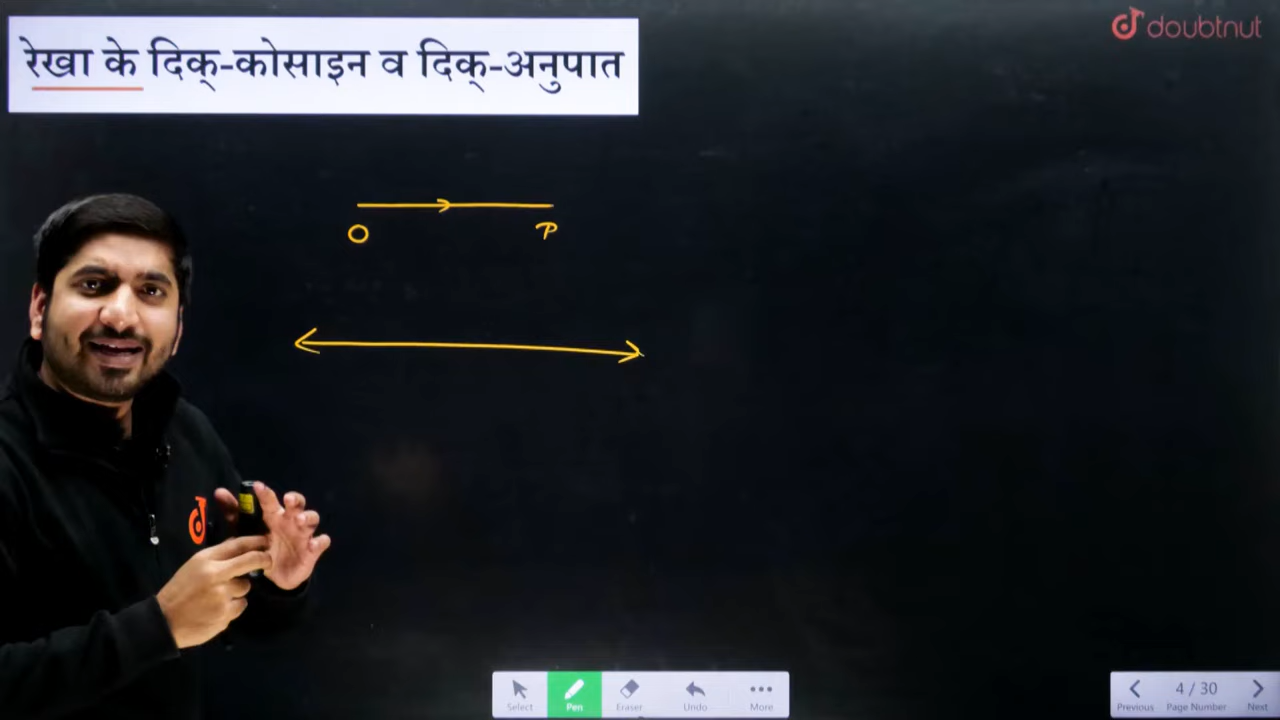 रेखा के दिक्-कोसाइन व दिक्-अनुपात
doubtnut
O P
Select Pen Eraser Undo More
4 / 30
Previous Page Number Next